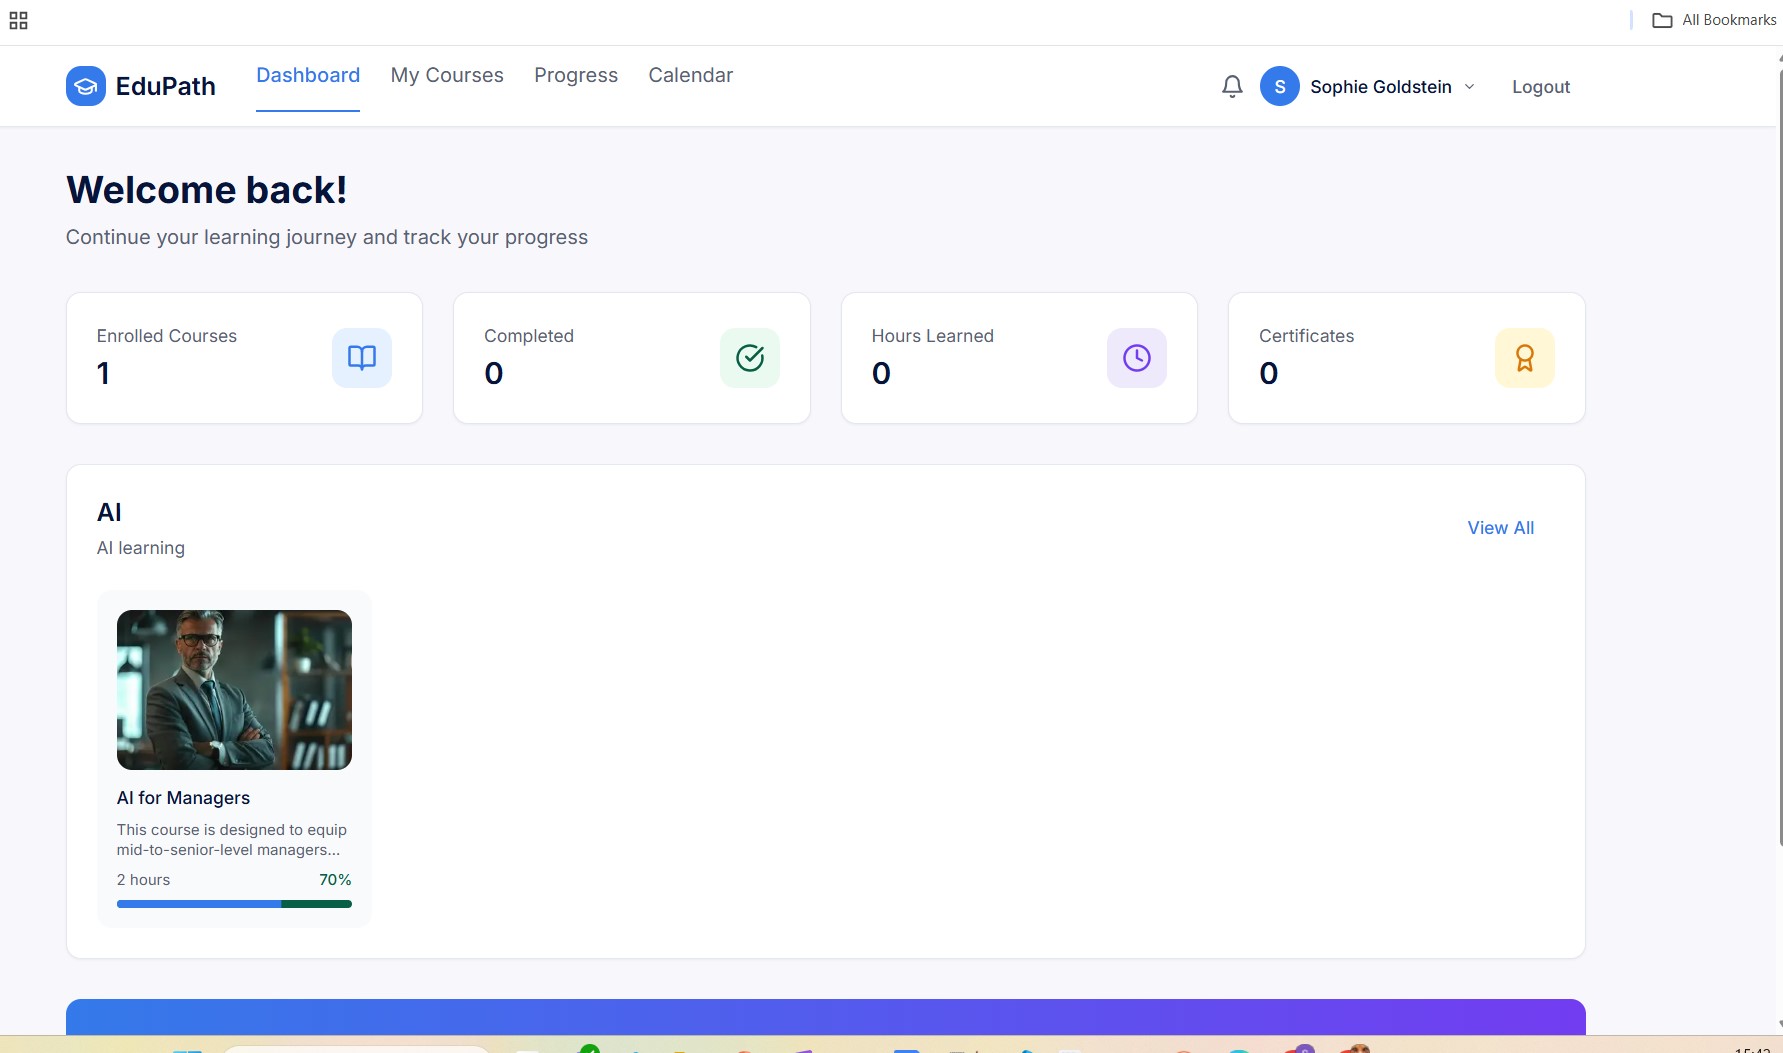 All Bookmarks
EduPath
Dashboard
My Courses
Progress
Calendar
S
Sophie Goldstein
Logout
Welcome back!
Continue your learning journey and track your progress
Enrolled Courses
1
Completed
0
Hours Learned
0
Certificates
0
AI
AI learning
View All
AI for Managers
This course is designed to equip
mid-to-senior-level managers...
2 hours
70%